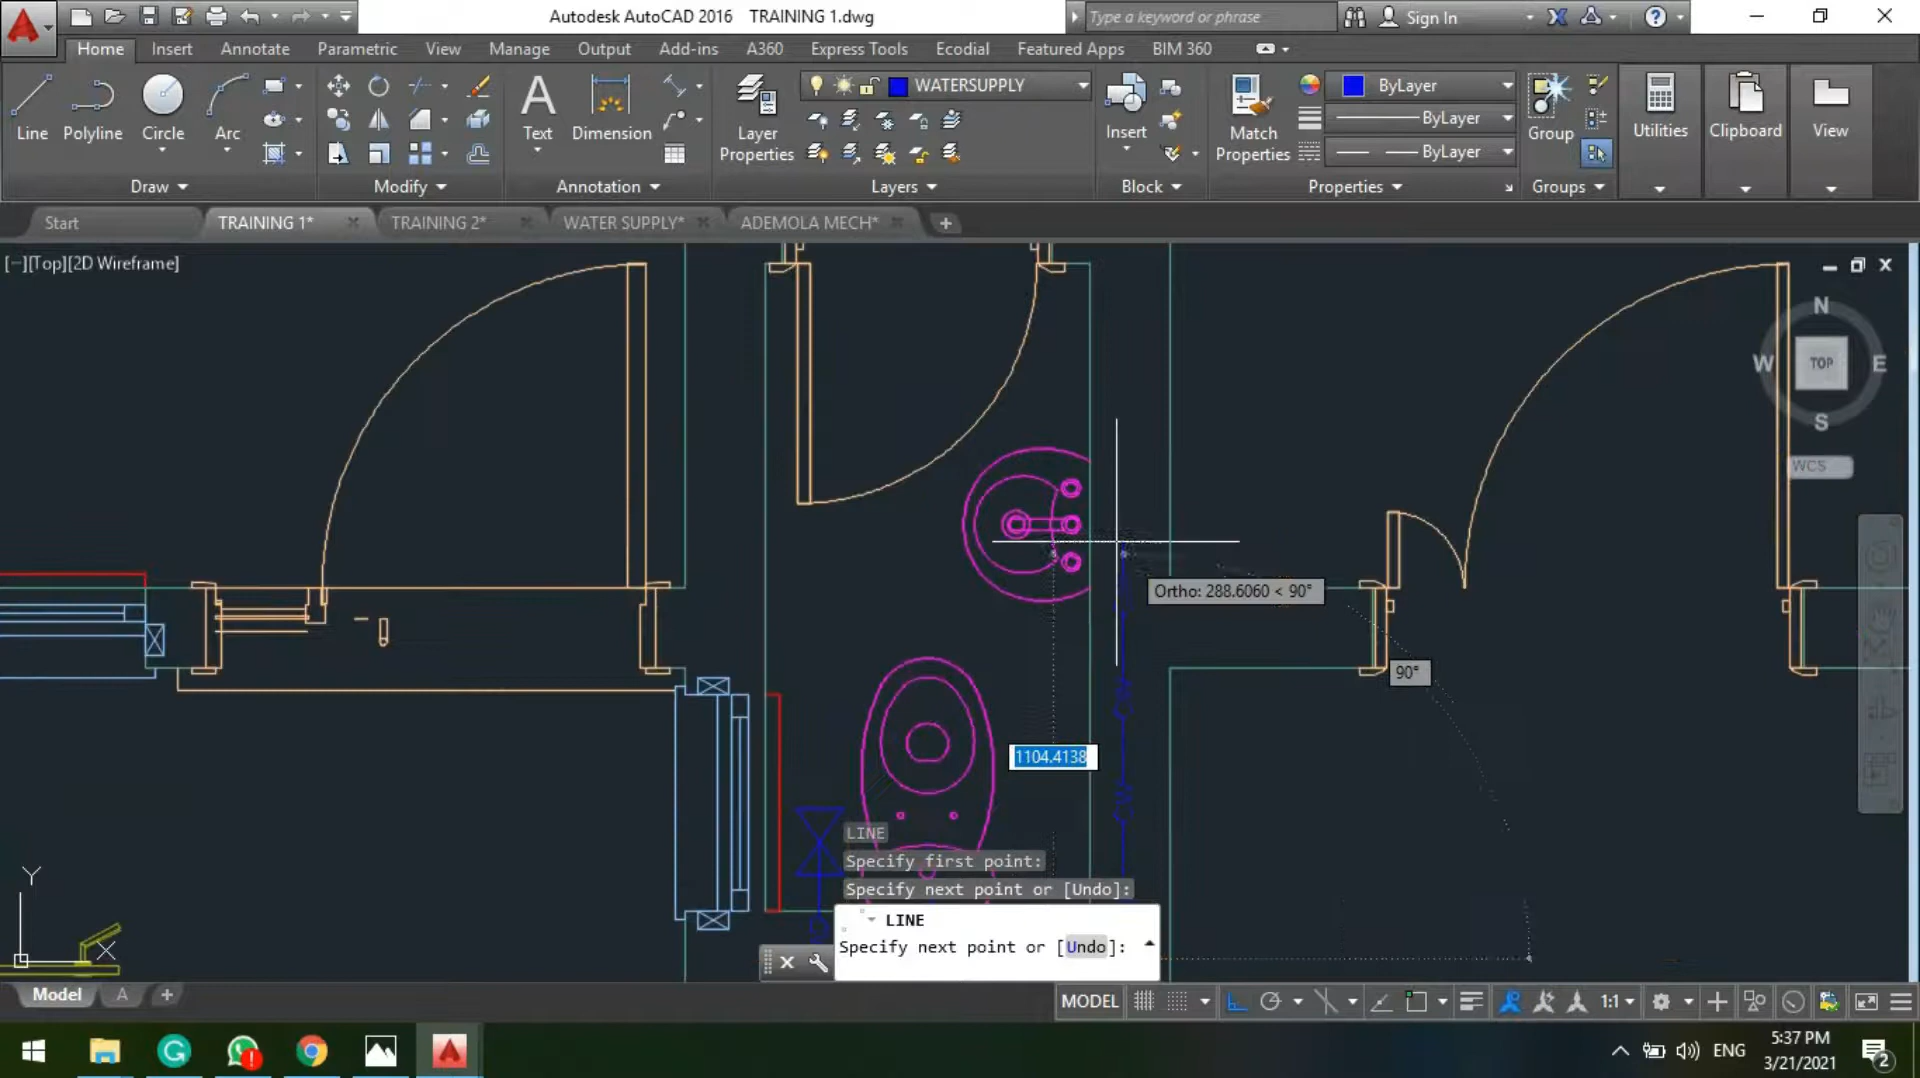 Autodesk AutoCAD 2016 TRAINING 1.dwg
Type a keyword or phrase
Sign In
Home Insert Annotate Parametric View Manage Output Add-ins A360 Express Tools Ecodial Featured Apps BIM 360
WATERSUPPLY
ByLayer
ByLayer
ByLayer
Line Polyline Circle Arc
Text Dimension
Layer Properties
Insert
Match Properties
Group
Utilities
Clipboard
View
Draw Modify Annotation Layers Block Properties Groups
Start TRAINING 1* TRAINING 2* WATER SUPPLY* ADEMOLA MECH*
[−][Top][2D Wireframe]
N
W TOP E
S
WCS
Ortho: 288.6060 < 90°
90°
1104.4138
LINE
Specify first point:
Specify next point or [Undo]:
LINE
Specify next point or [Undo]:
Y
X
Model A
MODEL
1:1
ENG
5:37 PM
3/21/2021
2